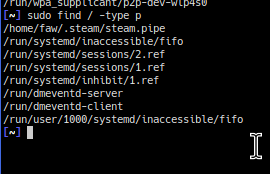 /run/wpa_supplicant/p2p-dev-wlp4s0
[~] sudo find / -type p
/home/faw/.steam/steam.pipe
/run/systemd/inaccessible/fifo
/run/systemd/sessions/2.ref
/run/systemd/sessions/1.ref
/run/systemd/inhibit/1.ref
/run/dmeventd-server
/run/dmeventd-client
/run/user/1000/systemd/inaccessible/fifo
[~]